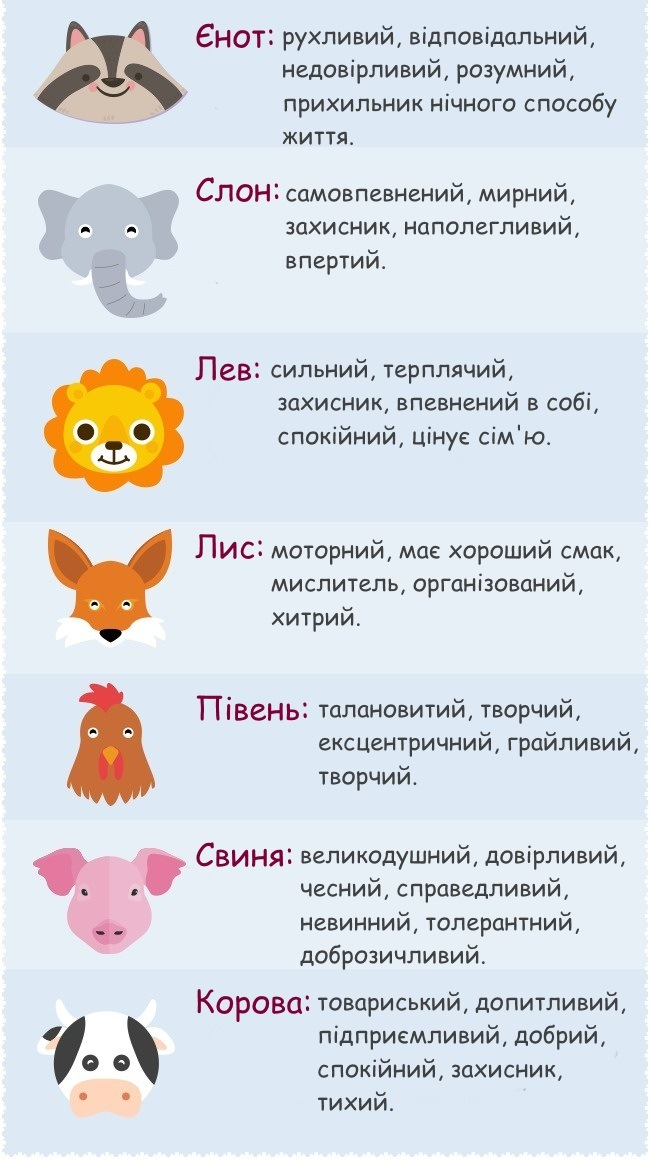 Єнот: рухливий, відповідальний,
недовірливий, розумний,
прихильник нічного способу
життя.
Слон: самовпевнений, мирний,
захисник, наполегливий,
впертий.
Лев: сильний, терплячий,
захисник, впевнений в собі,
спокійний, цінує сім'ю.
Лис: моторний, має хороший смак,
мислитель, організований,
хитрий.
Півень: талановитий, творчий,
ексцентричний, грайливий,
творчий.
Свиня: великодушний, довірливий,
чесний, справедливий,
невинний, толерантний,
доброзичливий.
Корова: товариський, допитливий,
підприємливий, добрий,
спокійний, захисник,
тихий.